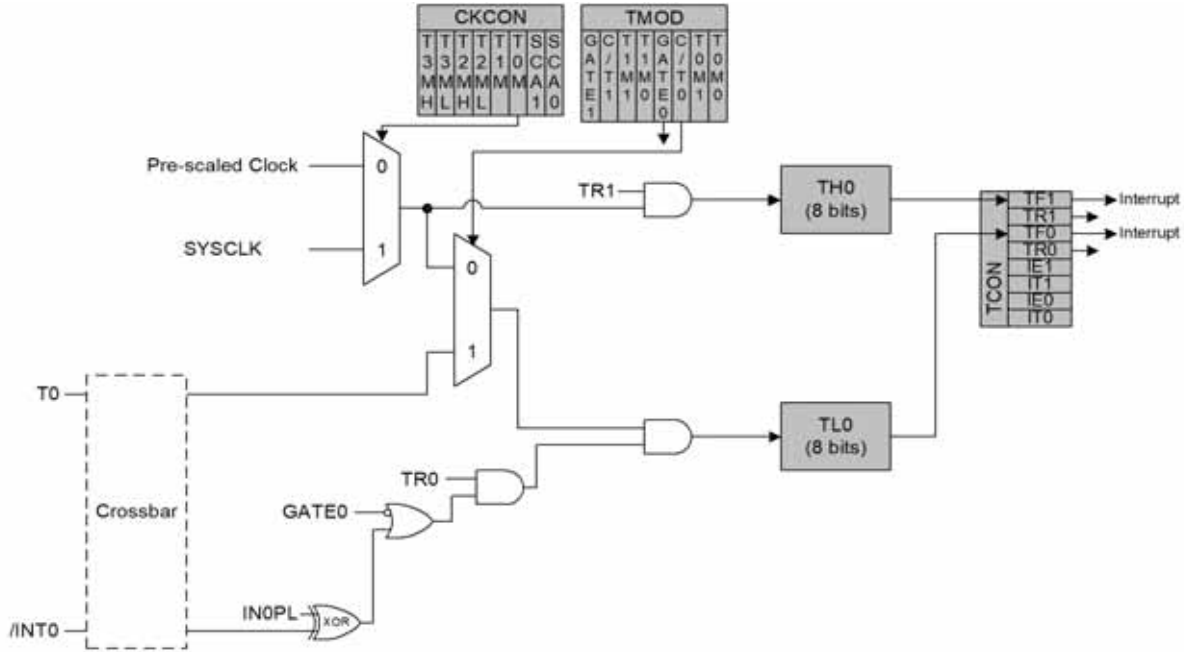 CKCON
T3MH
T3ML
T2MH
T2ML
T1M
T0M
SCA1
SCA0
TMOD
GATE1
C/T1
T1M1
T1M0
GATE0
C/T0
T0M1
T0M0
Pre-scaled Clock
0
SYSCLK
1
TR1
TH0
(8 bits)
TCON
TF1
TR1
TF0
TR0
IE1
IT1
IE0
IT0
Interrupt
Interrupt
0
1
T0
Crossbar
/INT0
TR0
GATE0
IN0PL
XOR
TL0
(8 bits)